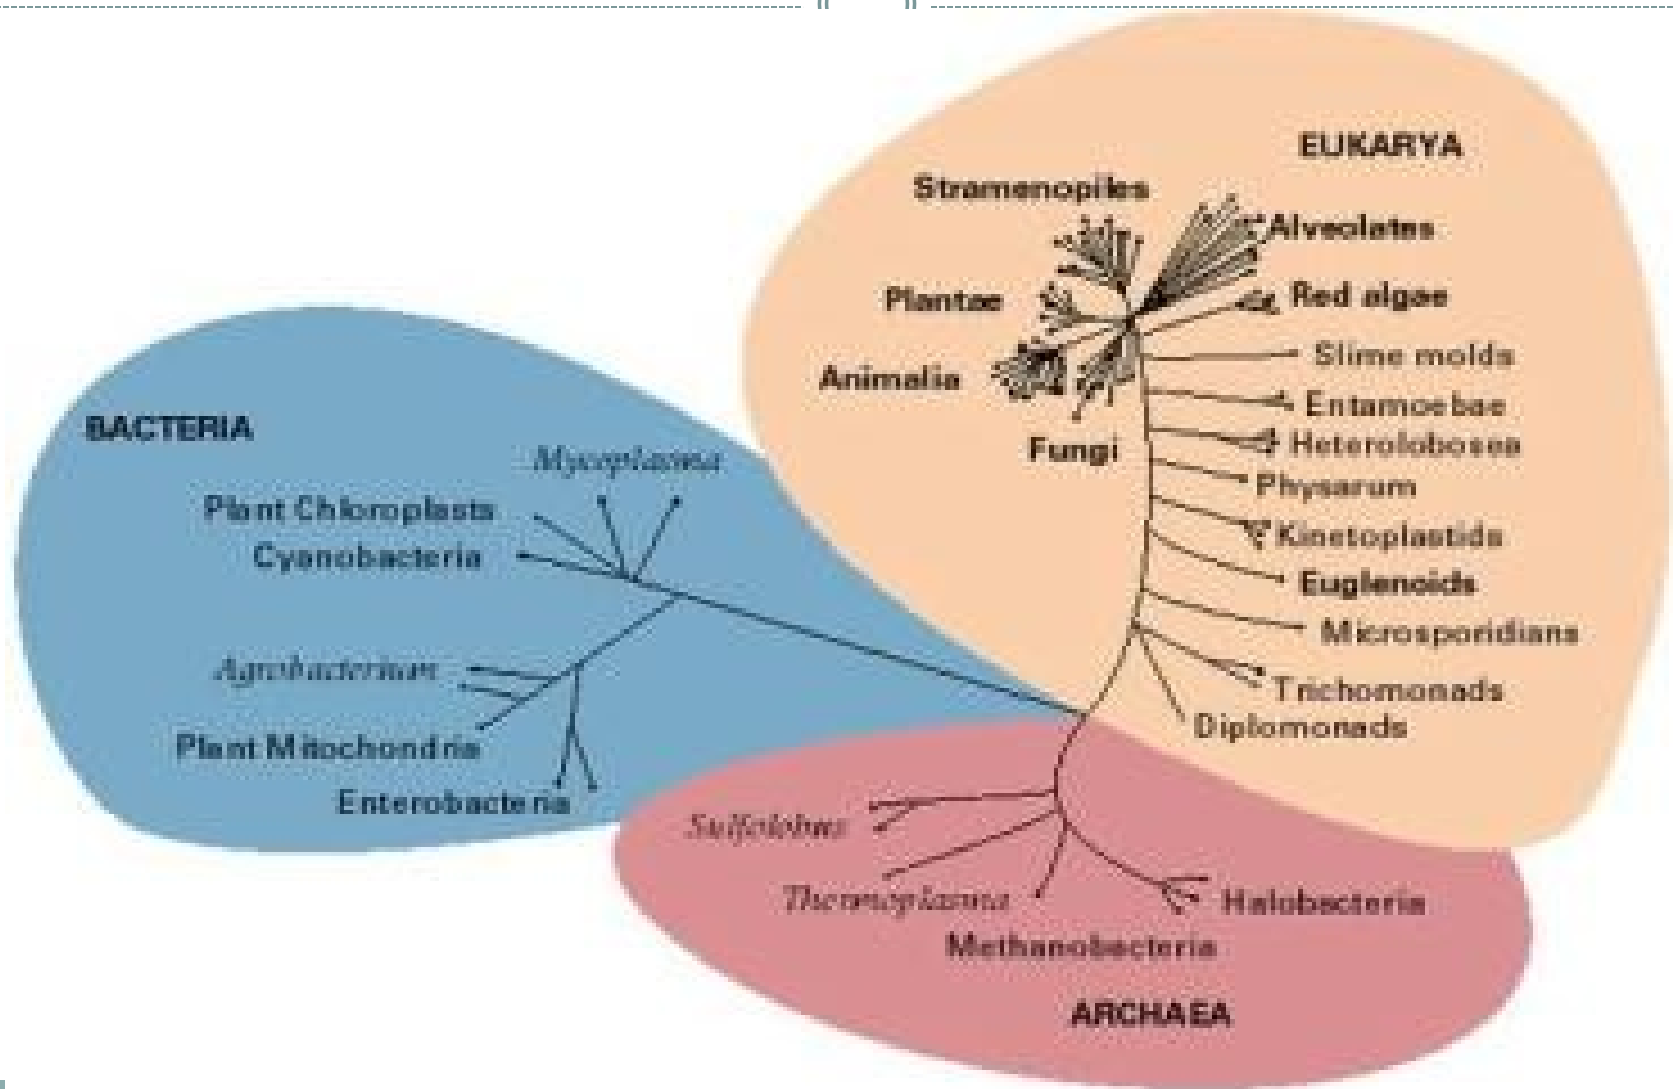 EUKARYA
Stramenopiles
Alveolates
Plantae
Red algae
Slime molds
Animalia
Entamoebae
Heterolobosea
Fungi
Physarum
Kinetoplastids
Euglenoids
Microsporidians
Trichomonads
Diplomonads
BACTERIA
Mycoplasma
Plant Chloroplasts
Cyanobacteria
Agrobacterium
Plant Mitochondria
Enterobacteria
Sulfolobus
Thermoplasma
Halobacteria
Methanobacteria
ARCHAEA